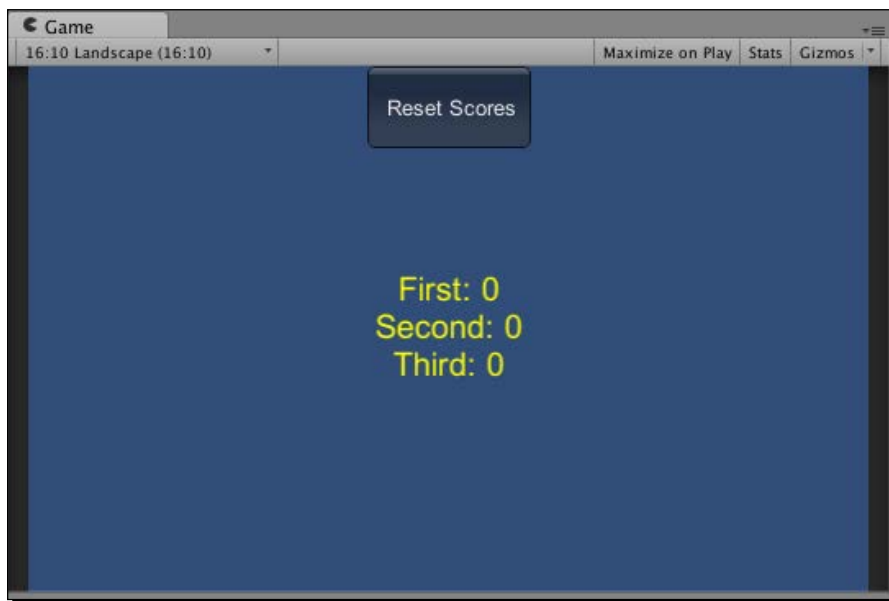 Game
16:10 Landscape (16:10) Maximize on Play Stats Gizmos
Reset Scores
First: 0
Second: 0
Third: 0